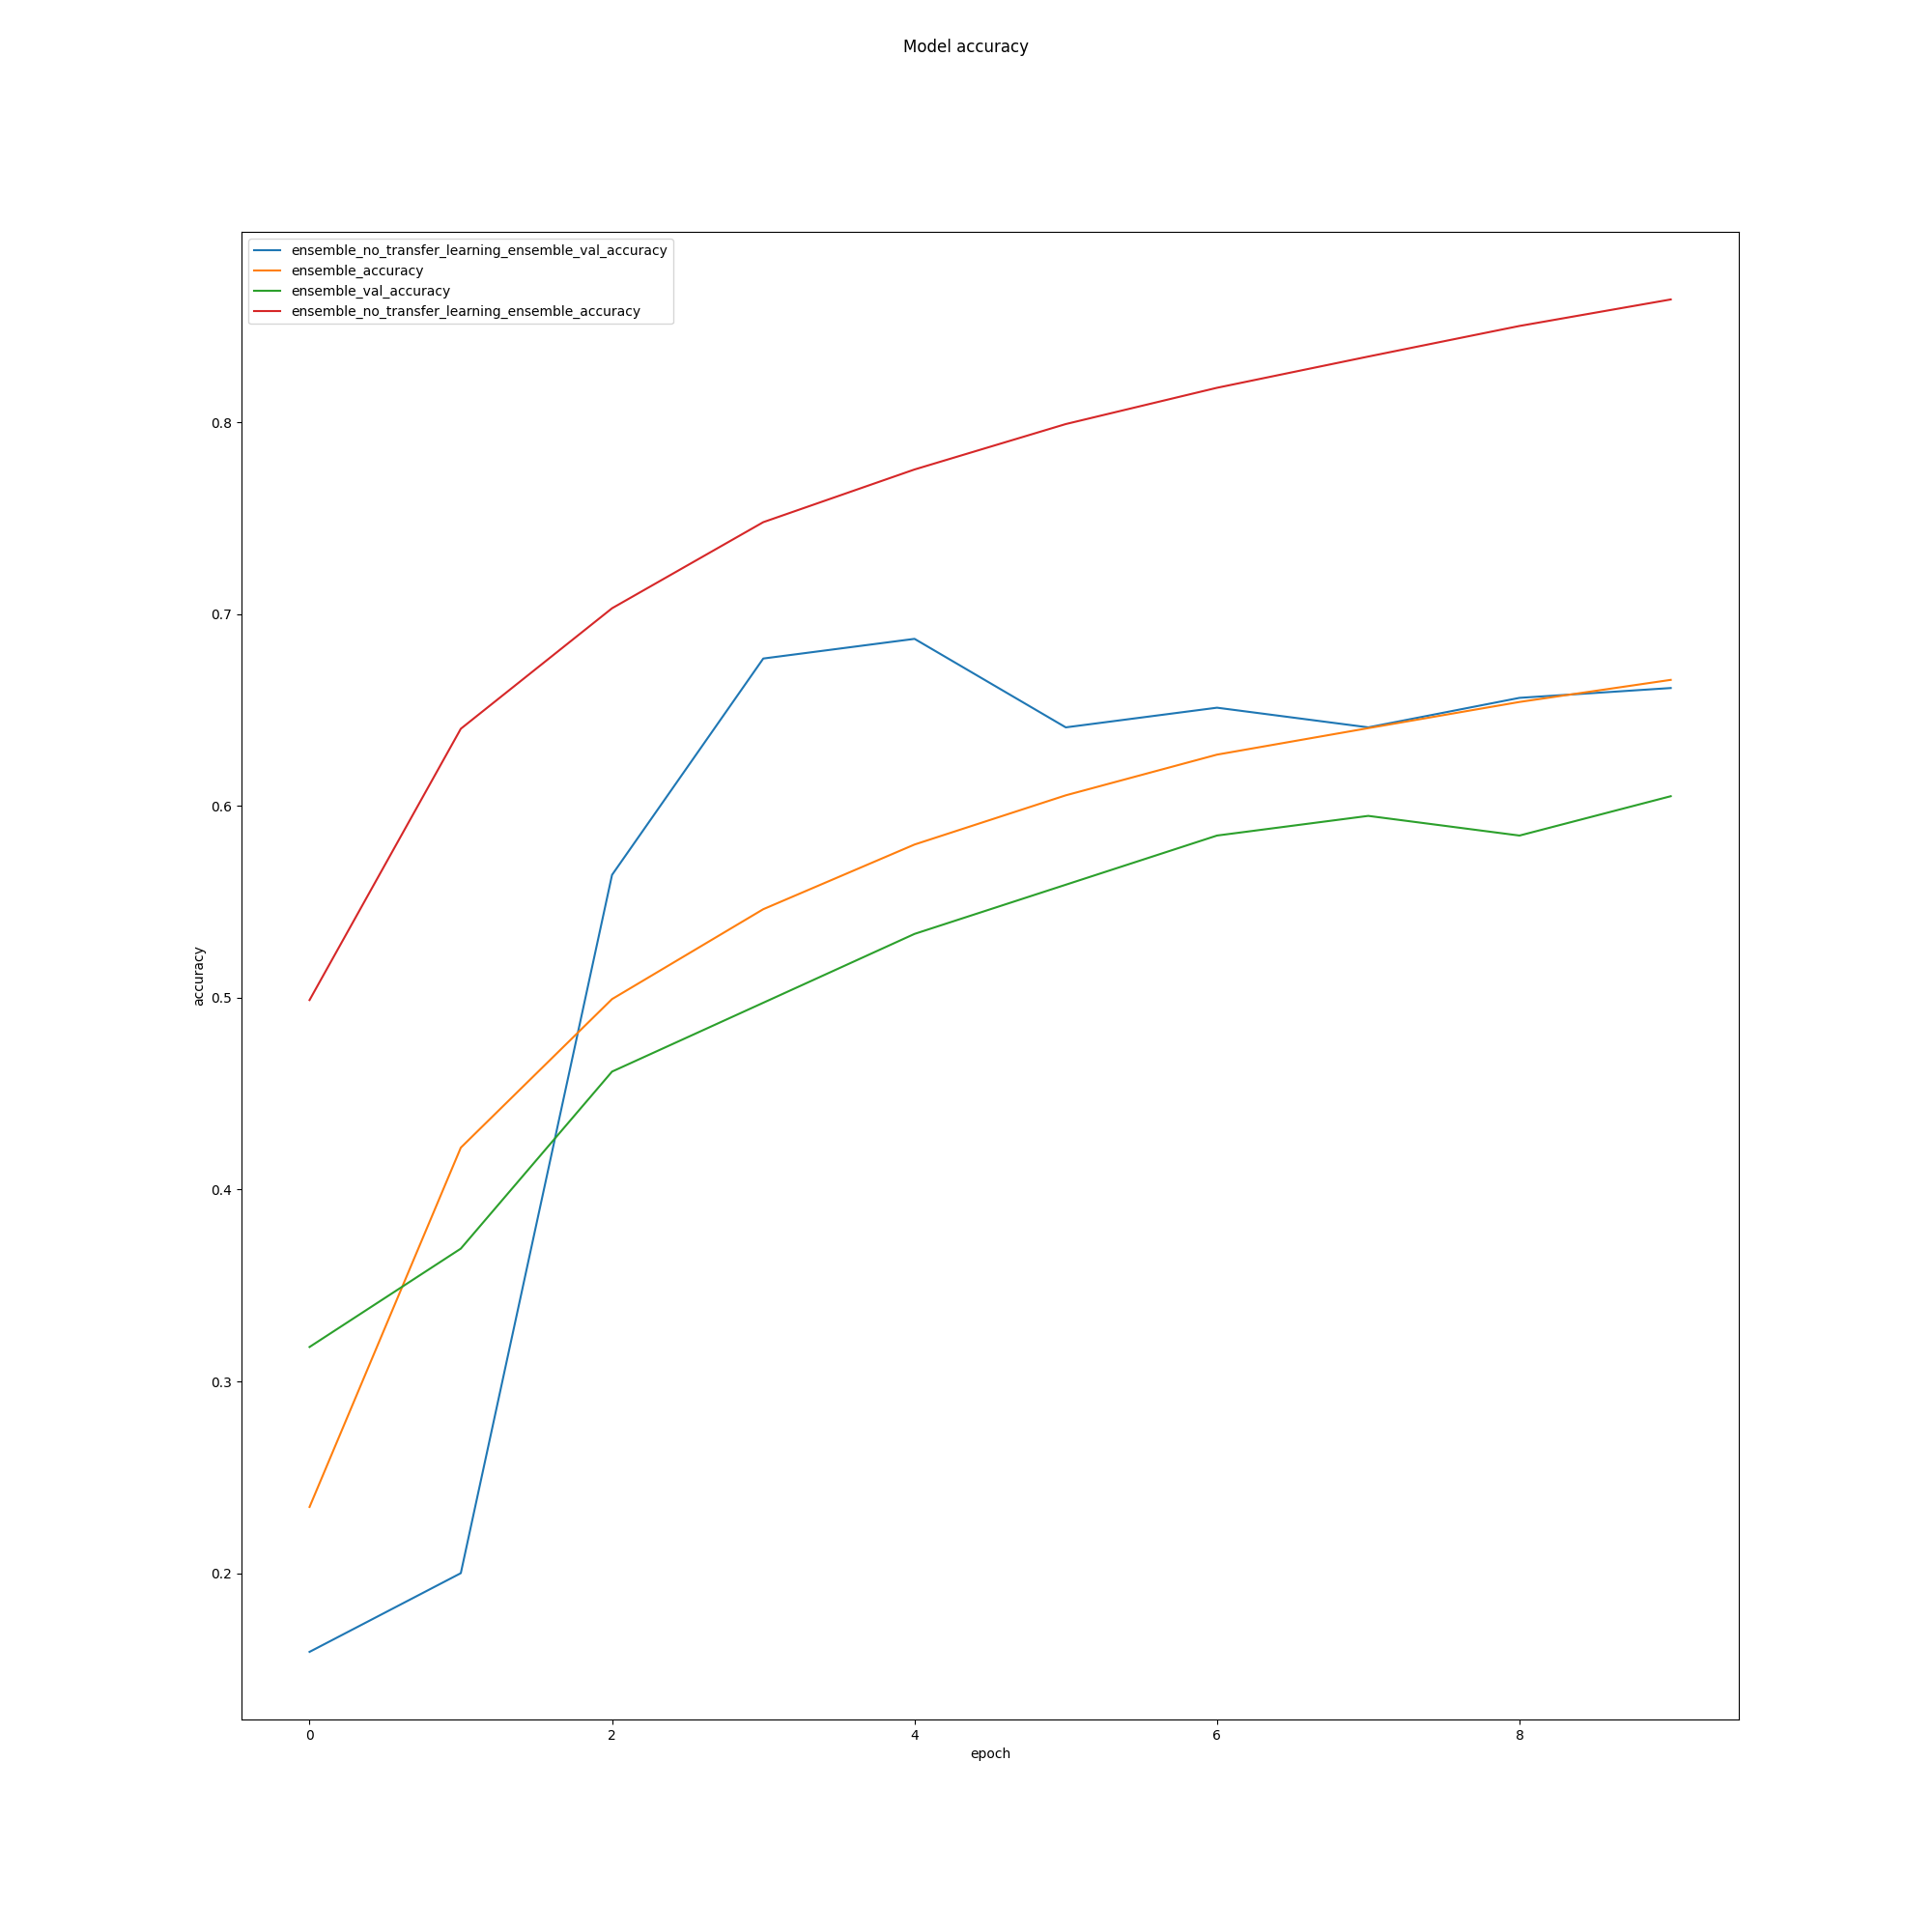 Model accuracy
ensemble_no_transfer_learning_ensemble_val_accuracy
ensemble_accuracy
ensemble_val_accuracy
ensemble_no_transfer_learning_ensemble_accuracy
0.8
0.7
0.6
0.5
0.4
0.3
0.2
accuracy
0 2 4 6 8
epoch